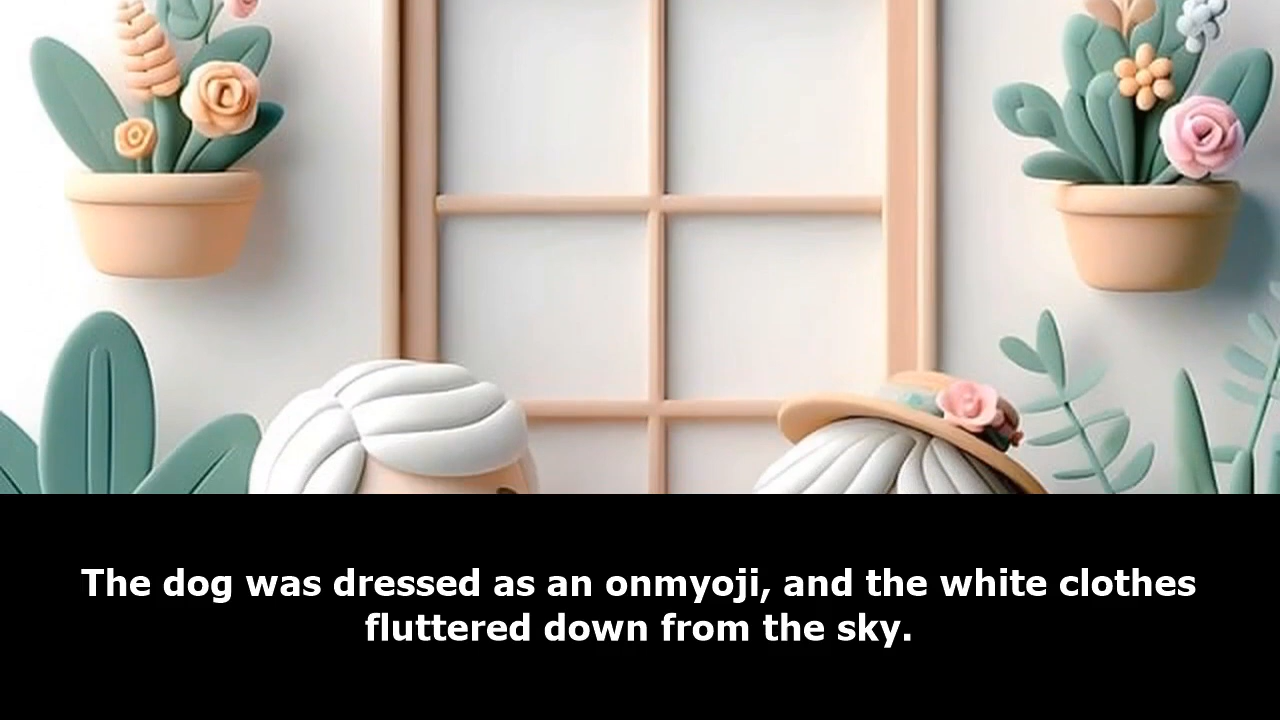 The dog was dressed as an onmyoji, and the white clothes
fluttered down from the sky.